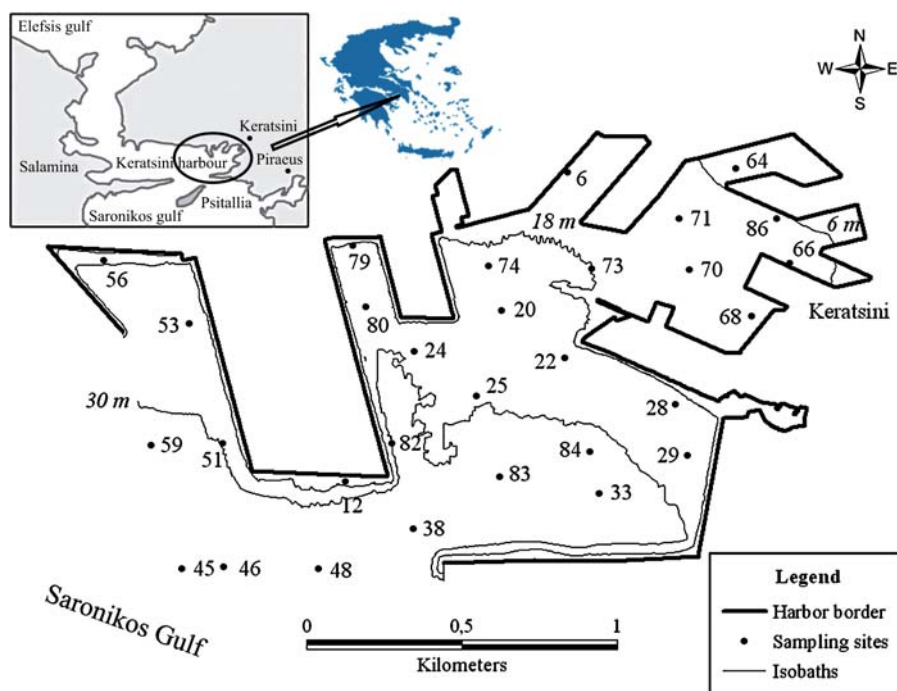 Elefsis gulf
Keratsini
Salamina
Keratsini harbour
Piraeus
Psitallia
Saronikos gulf
N
W E
S
64
6
18 m
71
86
6 m
79
56
74
73
70
66
53
80
20
68
Keratsini
24
22
25
30 m
28
59
51
82
84
29
83
33
12
38
45
46
48
Saronikos Gulf
0 0,5 1
Kilometers
Legend
Harbor border
Sampling sites
Isobaths